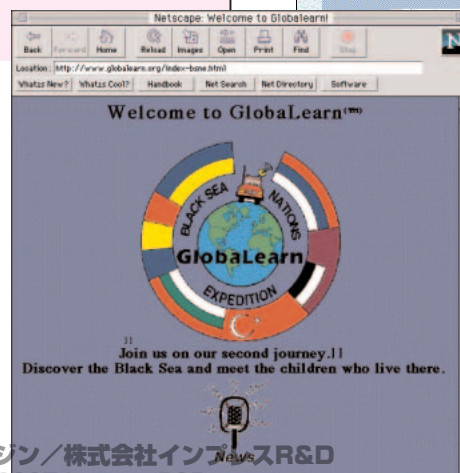 Netscape: Welcome to Globalearn!
Back Forward Home Reload Images Open Print Find Stop
N
Location: http://www.globalearn.org/index-bsne.html
What's New? What's Cool? Handbook Net Search Net Directory Software
Welcome to GlobaLearn(tm)
BLACK SEA NATIONS
GlobaLearn
EXPEDITION
Join us on our second journey.
Discover the Black Sea and meet the children who live there.
News
ジン／株式会社インプレスR&D